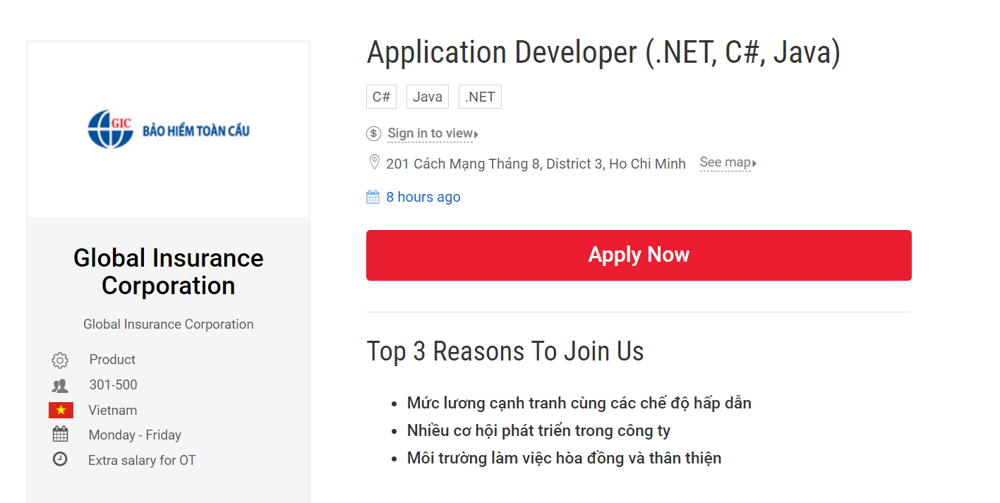 GIC
BẢO HIỂM TOÀN CẦU
Global Insurance
Corporation
Global Insurance Corporation
Product
301-500
Vietnam
Monday - Friday
Extra salary for OT
Application Developer (.NET, C#, Java)
C# Java .NET
$ Sign in to view
201 Cách Mạng Tháng 8, District 3, Ho Chi Minh See map
8 hours ago
Apply Now
Top 3 Reasons To Join Us
• Mức lương cạnh tranh cùng các chế độ hấp dẫn
• Nhiều cơ hội phát triển trong công ty
• Môi trường làm việc hòa đồng và thân thiện